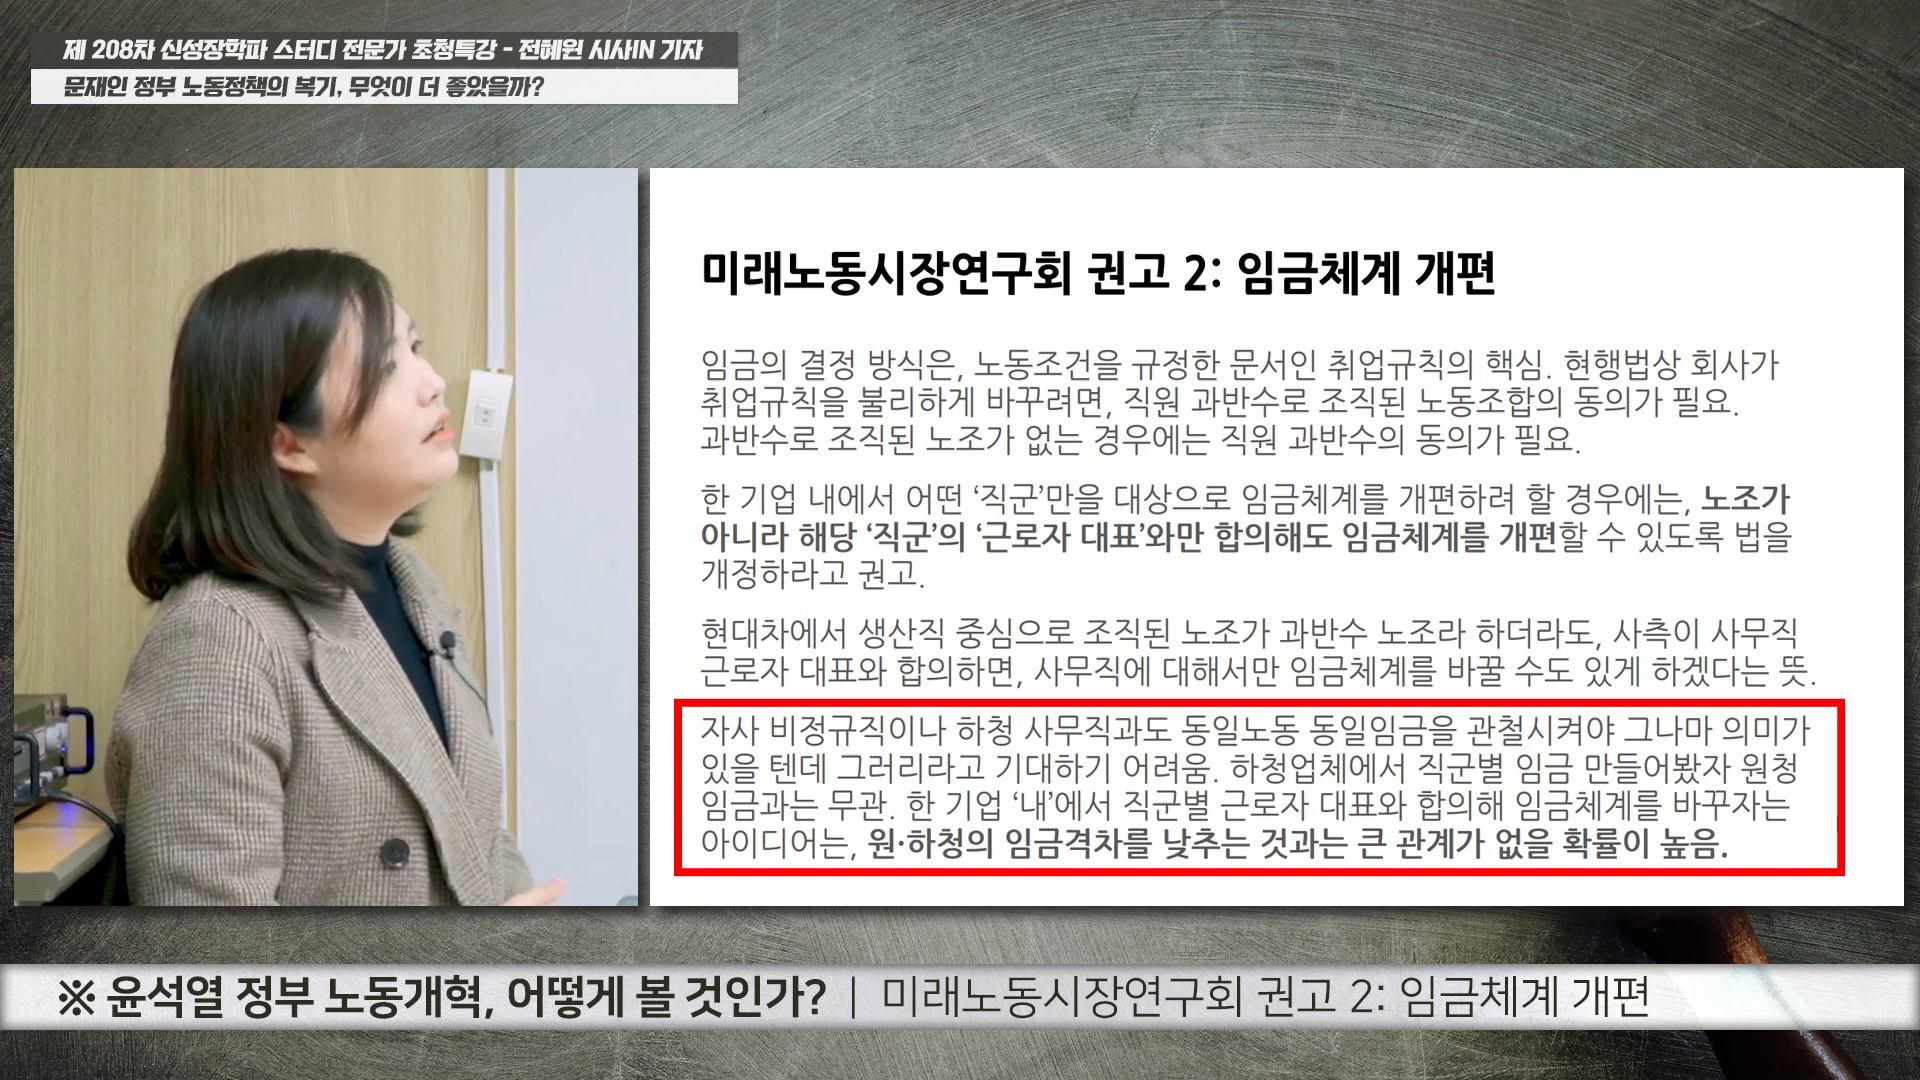 제 208차 신성장학파 스터디 전문가 초청특강 - 전혜원 시사IN 기자
문재인 정부 노동정책의 복기, 무엇이 더 좋았을까?
미래노동시장연구회 권고 2: 임금체계 개편
임금의 결정 방식은, 노동조건을 규정한 문서인 취업규칙의 핵심. 현행법상 회사가
취업규칙을 불리하게 바꾸려면, 직원 과반수로 조직된 노동조합의 동의가 필요.
과반수로 조직된 노조가 없는 경우에는 직원 과반수의 동의가 필요.
한 기업 내에서 어떤 ‘직군’만을 대상으로 임금체계를 개편하려 할 경우에는, 노조가
아니라 해당 ‘직군’의 ‘근로자 대표’와만 합의해도 임금체계를 개편할 수 있도록 법을
개정하라고 권고.
현대차에서 생산직 중심으로 조직된 노조가 과반수 노조라 하더라도, 사측이 사무직
근로자 대표와 합의하면, 사무직에 대해서만 임금체계를 바꿀 수도 있게 하겠다는 뜻.
자사 비정규직이나 하청 사무직과도 동일노동 동일임금을 관철시켜야 그나마 의미가
있을 텐데 그러리라고 기대하기 어려움. 하청업체에서 직군별 임금 만들어봤자 원청
임금과는 무관. 한 기업 ‘내’에서 직군별 근로자 대표와 합의해 임금체계를 바꾸자는
아이디어는, 원·하청의 임금격차를 낮추는 것과는 큰 관계가 없을 확률이 높음.
※ 윤석열 정부 노동개혁, 어떻게 볼 것인가? | 미래노동시장연구회 권고 2: 임금체계 개편